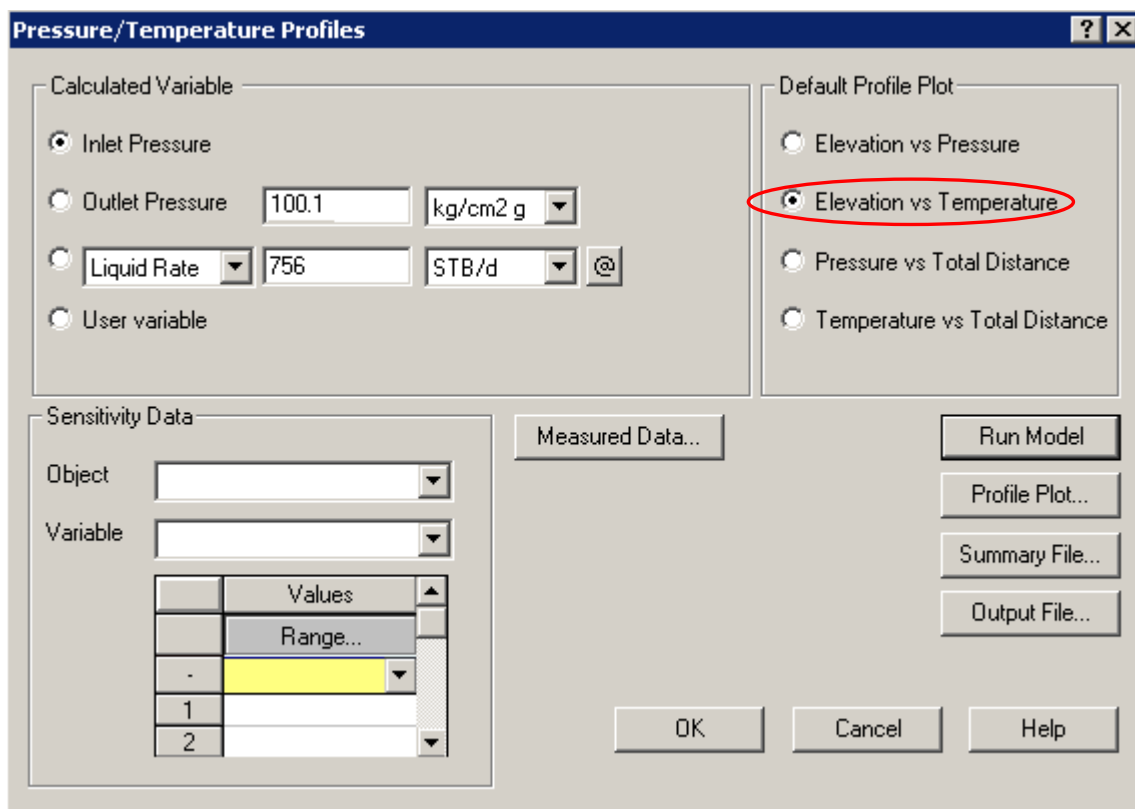 Pressure/Temperature Profiles
Calculated Variable
Inlet Pressure
Outlet Pressure 100.1 kg/cm2 g
Liquid Rate 756 STB/d @
User variable
Default Profile Plot
Elevation vs Pressure
Elevation vs Temperature
Pressure vs Total Distance
Temperature vs Total Distance
Sensitivity Data
Object
Variable
Values
Range...
-
1
2
Measured Data...
Run Model
Profile Plot...
Summary File...
Output File...
OK Cancel Help